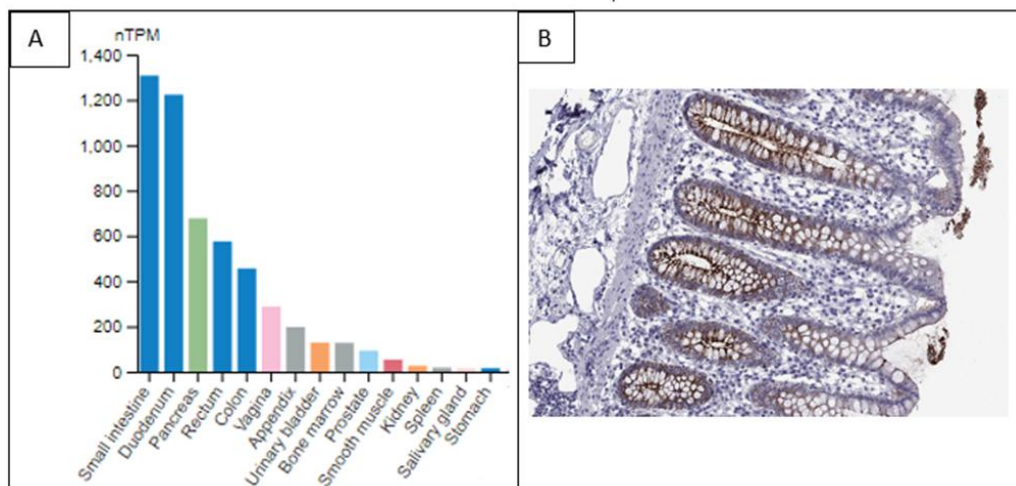 A
nTPM
1,400
1,200
1,000
800
600
400
200
0
Small intestine
Duodenum
Pancreas
Rectum
Colon
Vagina
Appendix
Urinary bladder
Bone marrow
Prostate
Smooth muscle
Kidney
Spleen
Salivary gland
Stomach
B